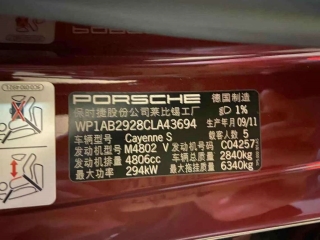 PORSCHE 德国制造
保时捷股份公司莱比锡工厂 1%
WP1AB2928CLA43694 生产年月 09/11
车辆型号 Cayenne S 载客人数 5
发动机型号 M4802 V 发动机号码 C04257
发动机排量 4806cc 最大总质量 2840kg
最大功率 294kW 最大拖挂质量 6340kg